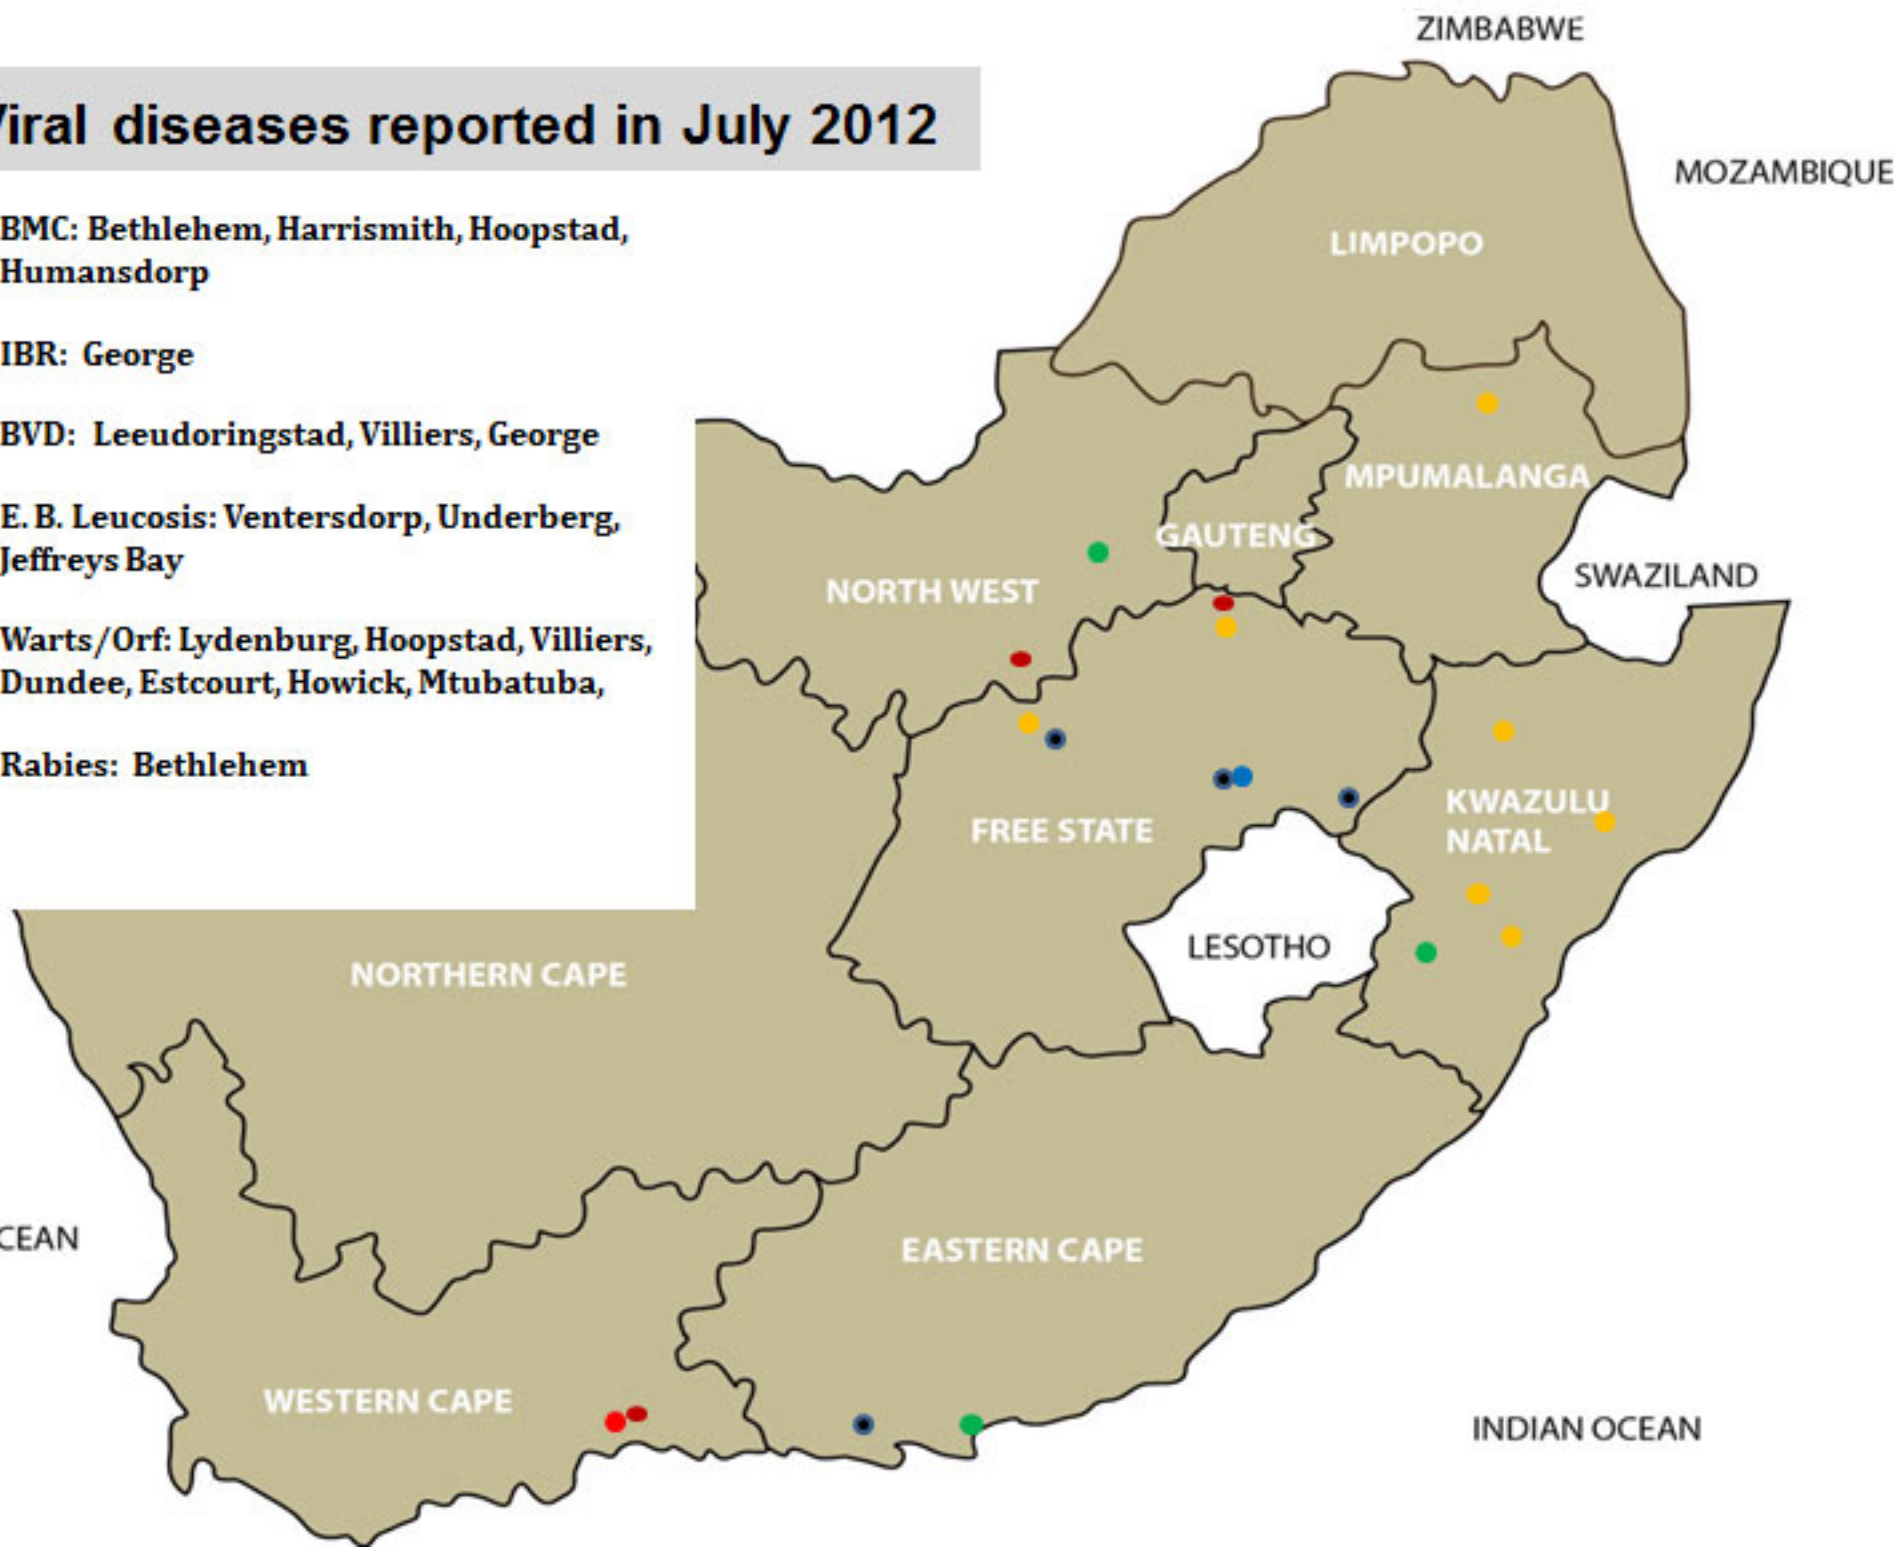 ZIMBABWE
Viral diseases reported in July 2012
MOZAMBIQUE
BMC: Bethlehem, Harrismith, Hoopstad,
Humansdorp
LIMPOPO
IBR: George
BVD: Leeudoringstad, Villiers, George
MPUMALANGA
E. B. Leucosis: Ventersdorp, Underberg,
Jeffreys Bay
GAUTENG
SWAZILAND
NORTH WEST
Warts/Orf: Lydenburg, Hoopstad, Villiers,
Dundee, Estcourt, Howick, Mtubatuba,
Rabies: Bethlehem
KWAZULU
NATAL
FREE STATE
LESOTHO
NORTHERN CAPE
CEAN
EASTERN CAPE
WESTERN CAPE
INDIAN OCEAN